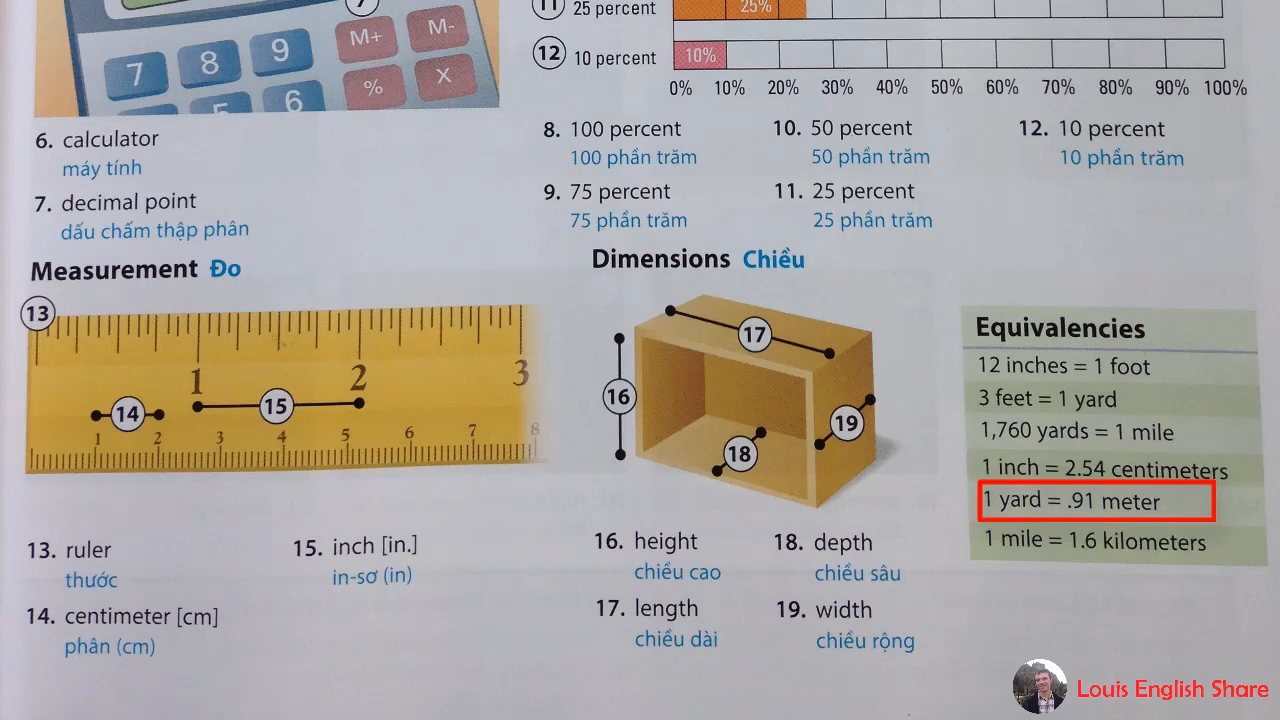 7
M+
M-
7
8
9
%
X
5
6
11
25 percent
25%
12
10 percent
10%
0% 10% 20% 30% 40% 50% 60% 70% 80% 90% 100%
6. calculator
máy tính
7. decimal point
dấu chấm thập phân
8. 100 percent
100 phần trăm
9. 75 percent
75 phần trăm
10. 50 percent
50 phần trăm
11. 25 percent
25 phần trăm
12. 10 percent
10 phần trăm
Measurement Đo
13
1 2 3
14
15
1 2 3 4 5 6 7 8
13. ruler
thước
14. centimeter [cm]
phân (cm)
15. inch [in.]
in-sơ (in)
Dimensions Chiều
17
16
19
18
16. height
chiều cao
17. length
chiều dài
18. depth
chiều sâu
19. width
chiều rộng
Equivalencies
12 inches = 1 foot
3 feet = 1 yard
1,760 yards = 1 mile
1 inch = 2.54 centimeters
1 yard = .91 meter
1 mile = 1.6 kilometers
Louis English Share